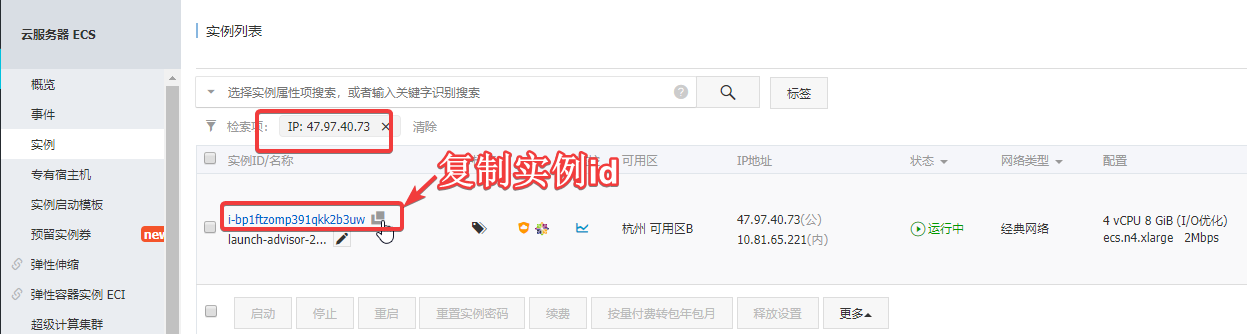 云服务器 ECS
概览
事件
实例
专有宿主机
实例启动模板
预留实例券
new
弹性伸缩
弹性容器实例 ECI
超级计算集群
实例列表
选择实例属性项搜索，或者输入关键字识别搜索
?
标签
检索项：
IP: 47.97.40.73 ×
清除
实例ID/名称
复制实例id
可用区
IP地址
状态
网络类型
配置
i-bp1ftzomp391qkk2b3uw
launch-advisor-2...
杭州 可用区B
47.97.40.73(公)
10.81.65.221(内)
运行中
经典网络
4 vCPU 8 GiB (I/O优化)
ecs.n4.xlarge 2Mbps
启动
停止
重启
重置实例密码
续费
按量付费转包年包月
释放设置
更多